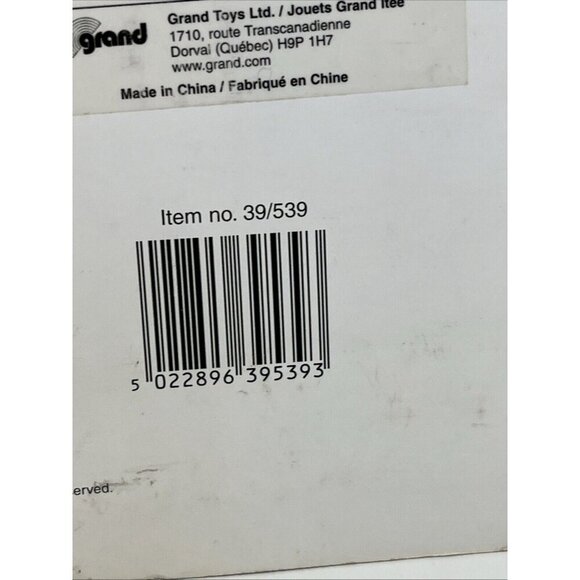 grand
Grand Toys Ltd. / Jouets Grand ltée
1710, route Transcanadienne
Dorval (Québec) H9P 1H7
www.grand.com
Made in China / Fabriqué en Chine
Item no. 39/539
5 022896 395393
erved.